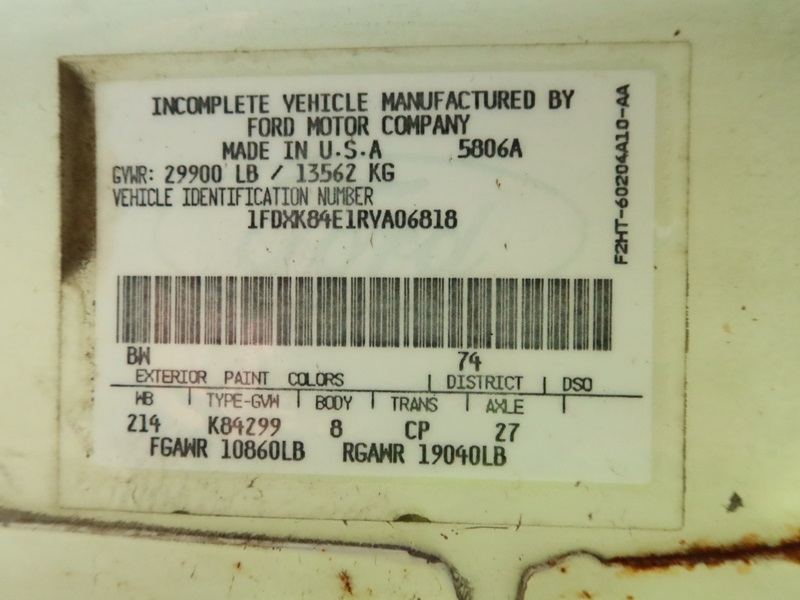 INCOMPLETE VEHICLE MANUFACTURED BY
FORD MOTOR COMPANY
MADE IN U.S.A 5806A
GVWR: 29900 LB / 13562 KG
VEHICLE IDENTIFICATION NUMBER
1FDXK84E1RVA06818
F2HT-60204A10-AA
BW 74
EXTERIOR PAINT COLORS | DISTRICT | DSO
WB | TYPE-GVW | BODY | TRANS | AXLE |
214 K84299 8 CP 27
FGAWR 10860LB RGAWR 19040LB